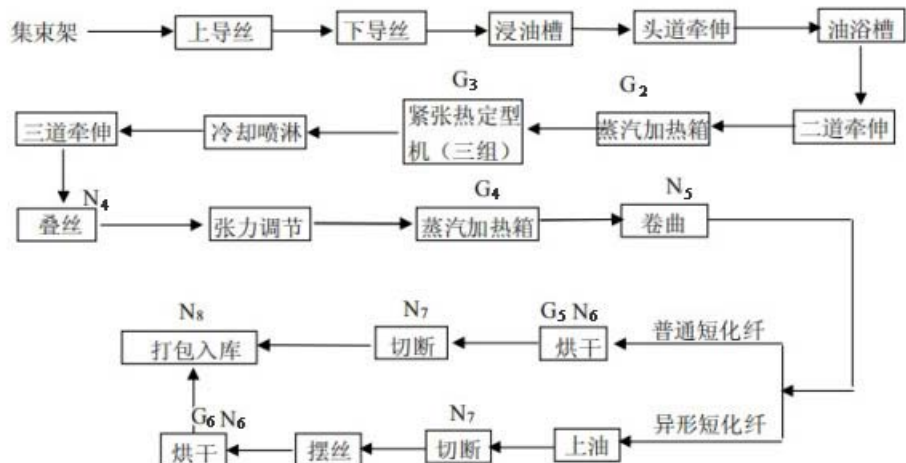 集束架
上导丝
下导丝
浸油槽
头道牵伸
油浴槽
G₃
G₂
三道牵伸
冷却喷淋
紧张热定型
机（三组）
蒸汽加热箱
二道牵伸
N₄
G₄
N₅
叠丝
张力调节
蒸汽加热箱
卷曲
N₈
N₇
G₅ N₆
普通短化纤
打包入库
切断
烘干
G₆ N₆
N₇
异形短化纤
烘干
摆丝
切断
上油